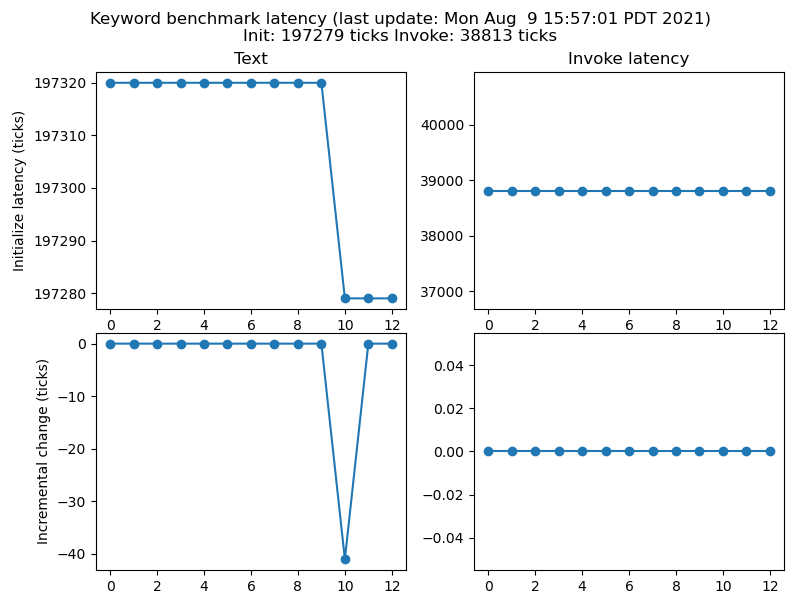 Keyword benchmark latency (last update: Mon Aug  9 15:57:01 PDT 2021)
Init: 197279 ticks Invoke: 38813 ticks
Text
Invoke latency
Initialize latency (ticks)
197320
197310
197300
197290
197280
0 2 4 6 8 10 12
40000
39000
38000
37000
0 2 4 6 8 10 12
Incremental change (ticks)
0
−10
−20
−30
−40
0 2 4 6 8 10 12
0.04
0.02
0.00
−0.02
−0.04
0 2 4 6 8 10 12